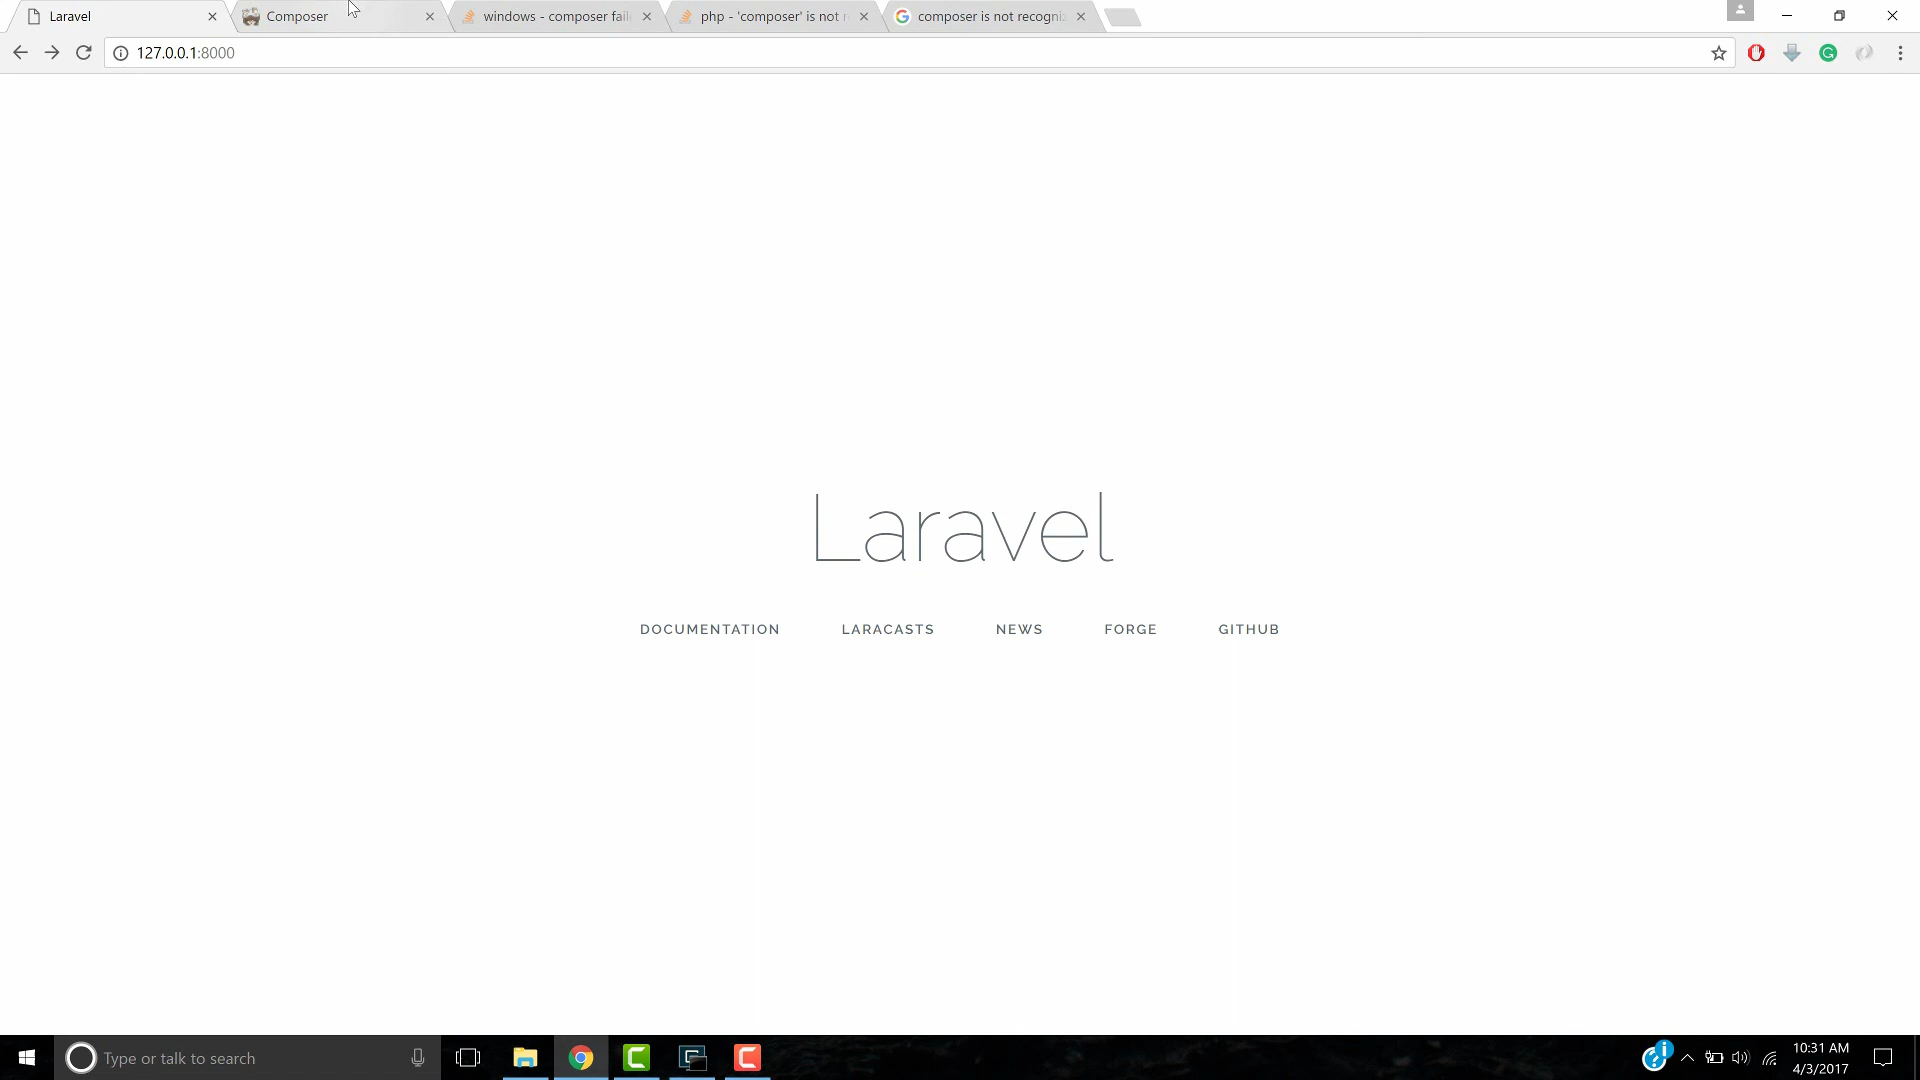 Laravel
Composer
windows - composer fail
php - 'composer' is not r
composer is not recogni
127.0.0.1:8000
Laravel
DOCUMENTATION
LARACASTS
NEWS
FORGE
GITHUB
Type or talk to search
10:31 AM
4/3/2017